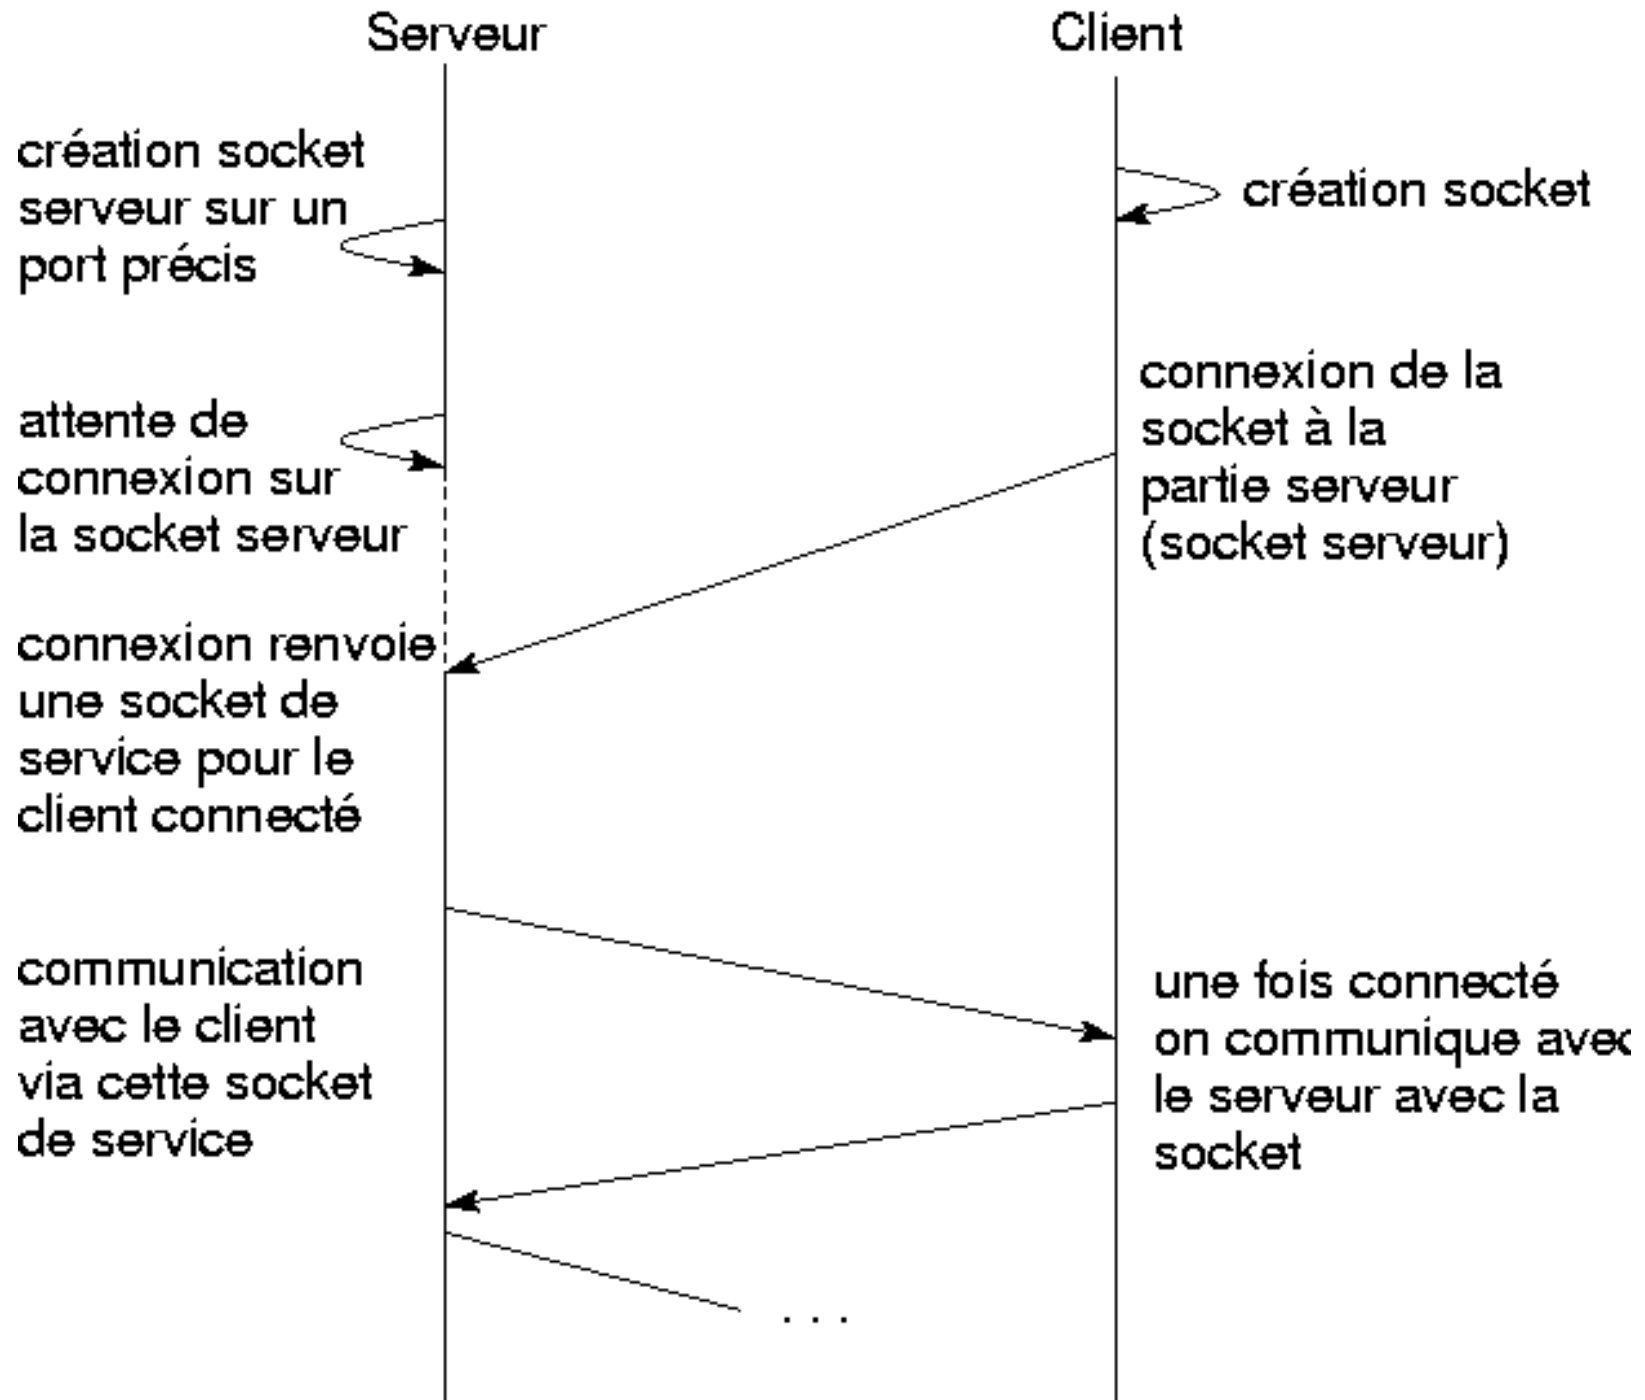 Serveur
Client
création socket
serveur sur un
port précis
création socket
attente de
connexion sur
la socket serveur
connexion de la
socket à la
partie serveur
(socket serveur)
connexion renvoie
une socket de
service pour le
client connecté
communication
avec le client
via cette socket
de service
une fois connecté
on communique avec
le serveur avec la
socket
. . .